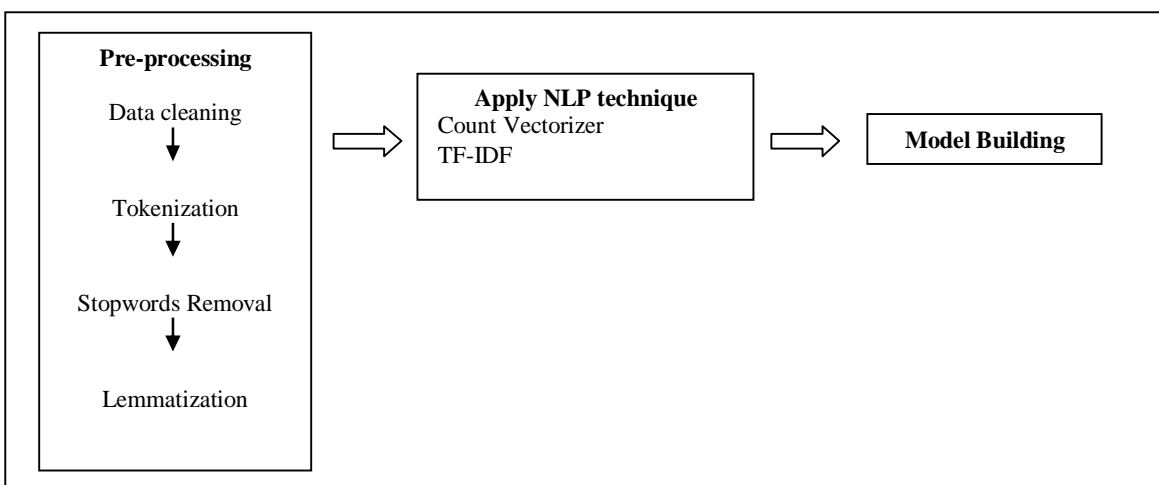 Pre-processing
Data cleaning
Tokenization
Stopwords Removal
Lemmatization
Apply NLP technique
Count Vectorizer
TF-IDF
Model Building